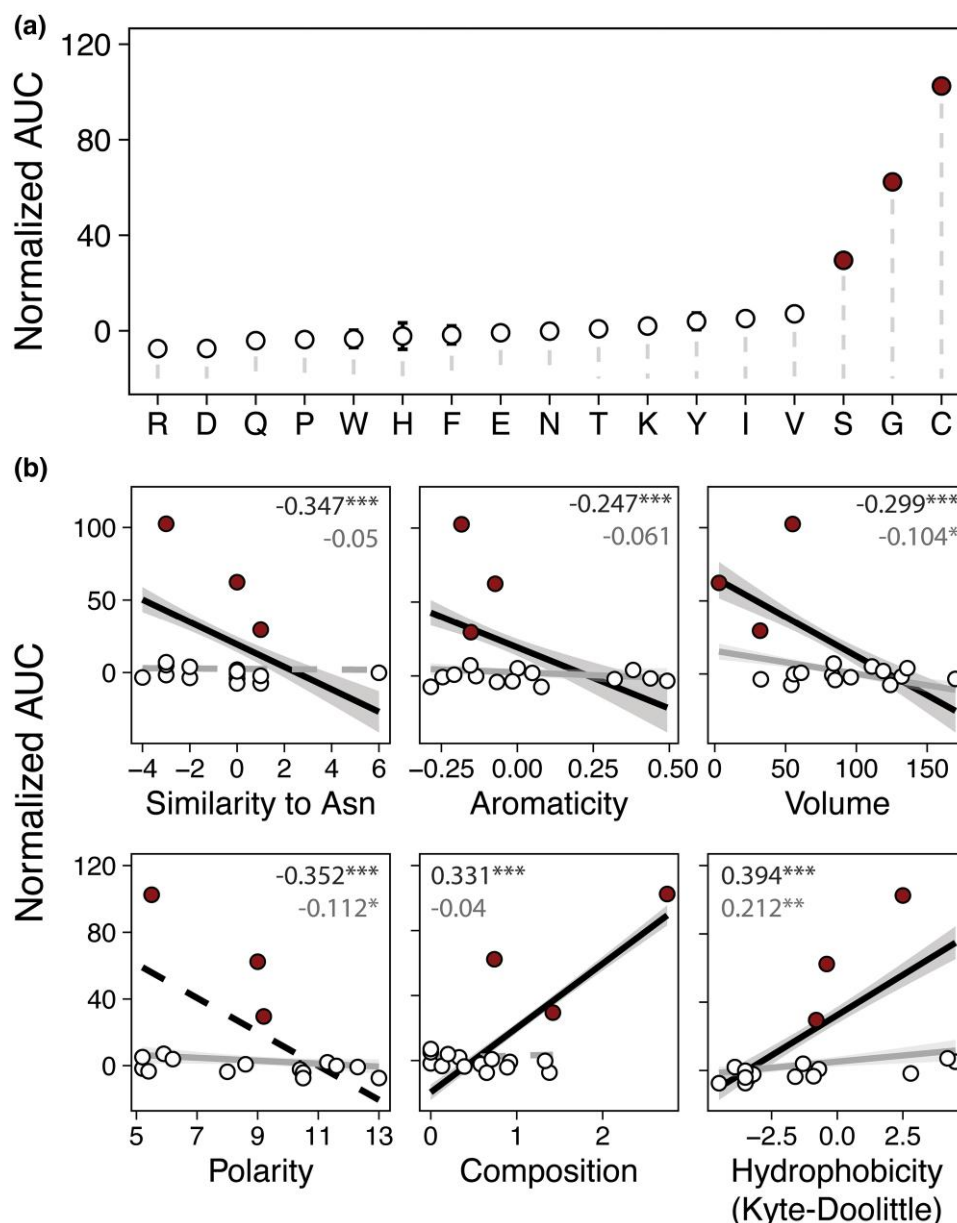 (a)
Normalized AUC
120
80
40
0
R D Q P W H F E N T K Y I V S G C
(b)
Normalized AUC
-0.347***
-0.05
100
50
0
-4 -2 0 2 4 6
Similarity to Asn
-0.247***
-0.061
-0.25 0.00 0.25 0.50
Aromaticity
-0.299***
-0.104*
0 50 100 150
Volume
-0.352***
-0.112*
120
80
40
0
5 7 9 11 13
Polarity
0.331***
-0.04
0 1 2
Composition
0.394***
0.212**
-2.5 0.0 2.5
Hydrophobicity
(Kyte-Doolittle)